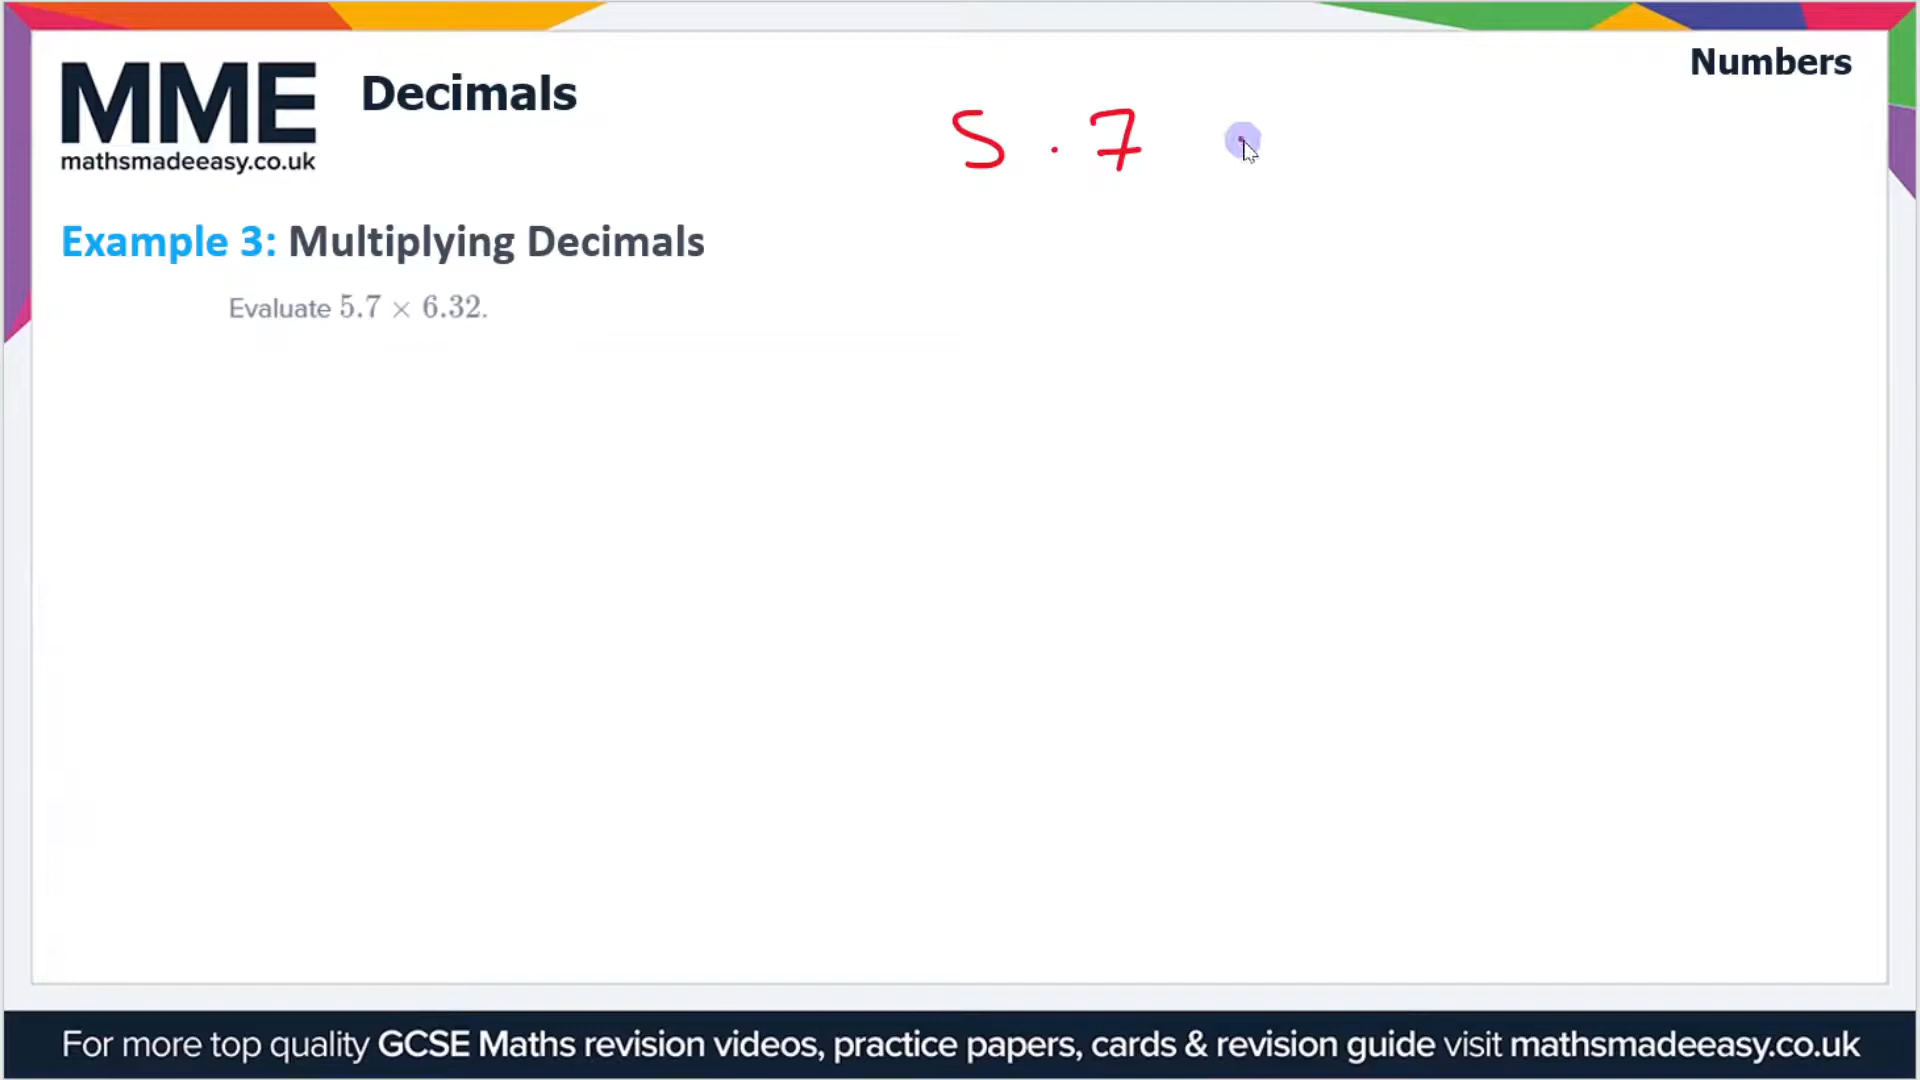 Numbers
MME
mathsmadeeasy.co.uk
Decimals
5 . 7
Example 3: Multiplying Decimals
Evaluate 5.7 × 6.32.
For more top quality GCSE Maths revision videos, practice papers, cards & revision guide visit mathsmadeeasy.co.uk